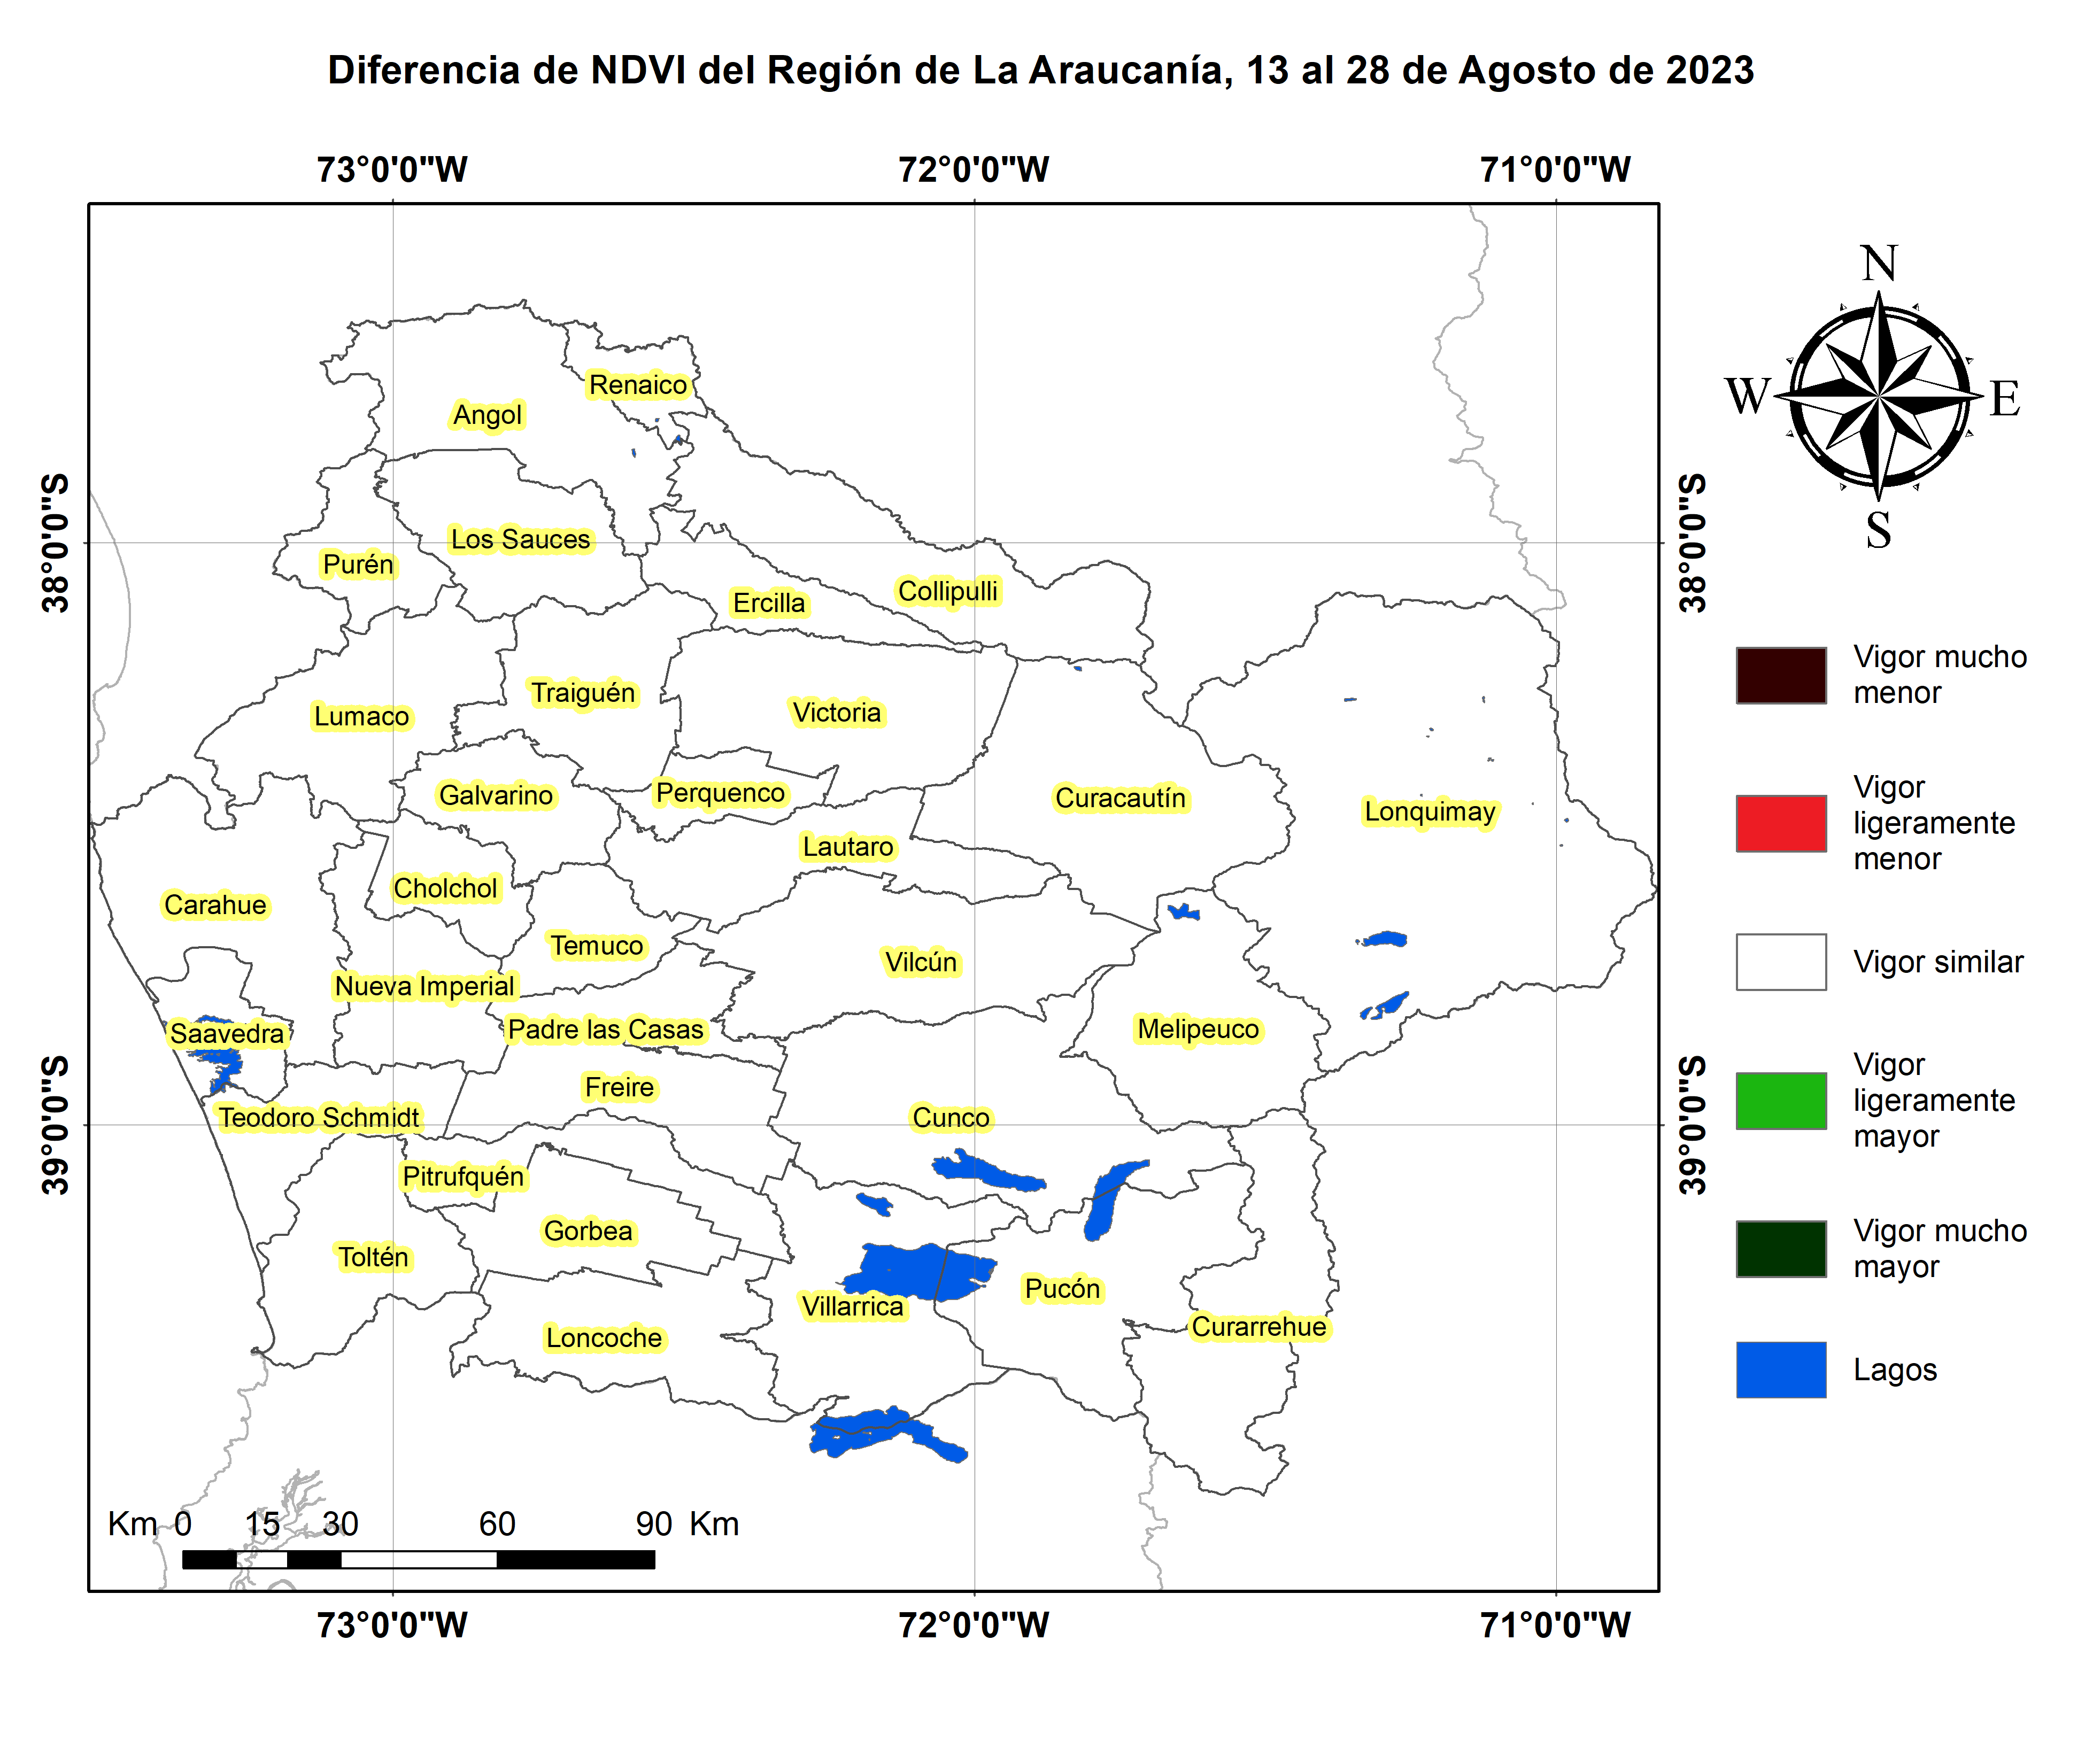 Diferencia de NDVI del Región de La Araucanía, 13 al 28 de Agosto de 2023
73°0'0"W
72°0'0"W
71°0'0"W
N
W
E
S
38°0'0"S
38°0'0"S
39°0'0"S
39°0'0"S
Renaico
Angol
Los Sauces
Purén
Collipulli
Ercilla
Traiguén
Victoria
Lumaco
Galvarino
Perquenco
Curacautín
Lonquimay
Lautaro
Cholchol
Carahue
Temuco
Vilcún
Nueva Imperial
Saavedra
Padre las Casas
Melipeuco
Freire
Teodoro Schmidt
Cunco
Pitrufquén
Gorbea
Toltén
Pucón
Villarrica
Curarrehue
Loncoche
Vigor mucho
menor
Vigor
ligeramente
menor
Vigor similar
Vigor
ligeramente
mayor
Vigor mucho
mayor
Lagos
Km 0 15 30 60 90 Km
73°0'0"W
72°0'0"W
71°0'0"W